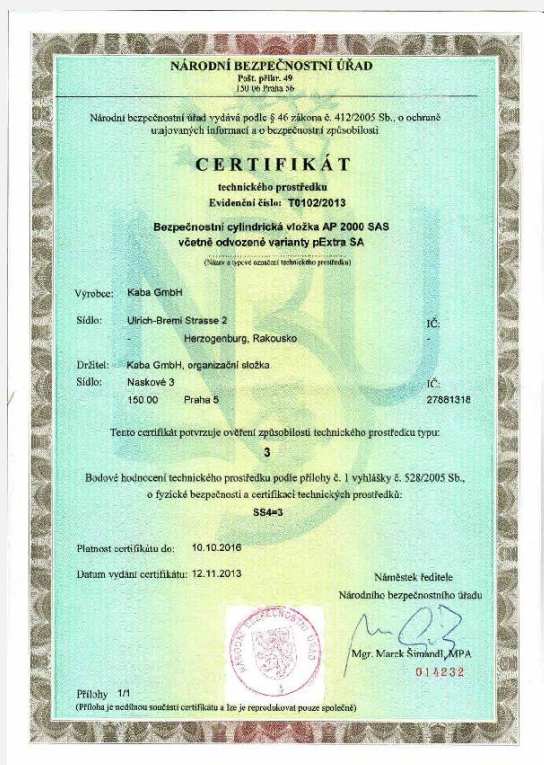 NÁRODNÍ BEZPEČNOSTNÍ ÚŘAD
Pošt. přihr. 49
150 06 Praha 56
Národní bezpečnostní úřad vydává podle § 46 zákona č. 412/2005 Sb., o ochraně
utajovaných informací a o bezpečnostní způsobilosti
CERTIFIKÁT
technického prostředku
Evidenční číslo: T0102/2013
Bezpečnostní cylindrická vložka AP 2000 SAS
včetně odvozené varianty pExtra SA
(Název a typové označení technického prostředku)
Výrobce: Kaba GmbH
Sídlo: Ulrich-Bremi Strasse 2 IČ:
- Herzogenburg, Rakousko -
Držitel: Kaba GmbH, organizační složka
Sídlo: Naskové 3 IČ:
150 00 Praha 5 27881318
Tento certifikát potvrzuje ověření způsobilosti technického prostředku typu:
3
Bodové hodnocení technického prostředku podle přílohy č. 1 vyhlášky č. 528/2005 Sb.,
o fyzické bezpečnosti a certifikaci technických prostředků:
SS4=3
Platnost certifikátu do: 10.10.2016
Datum vydání certifikátu: 12.11.2013
Náměstek ředitele
Národního bezpečnostního úřadu
NÁRODNÍ BEZPEČNOSTNÍ ÚŘAD
Mgr. Marek Šimandl, MPA
014232
Přílohy 1/1
(Příloha je nedílnou součástí certifikátu a lze je reprodukovat pouze společně)
NBÚ